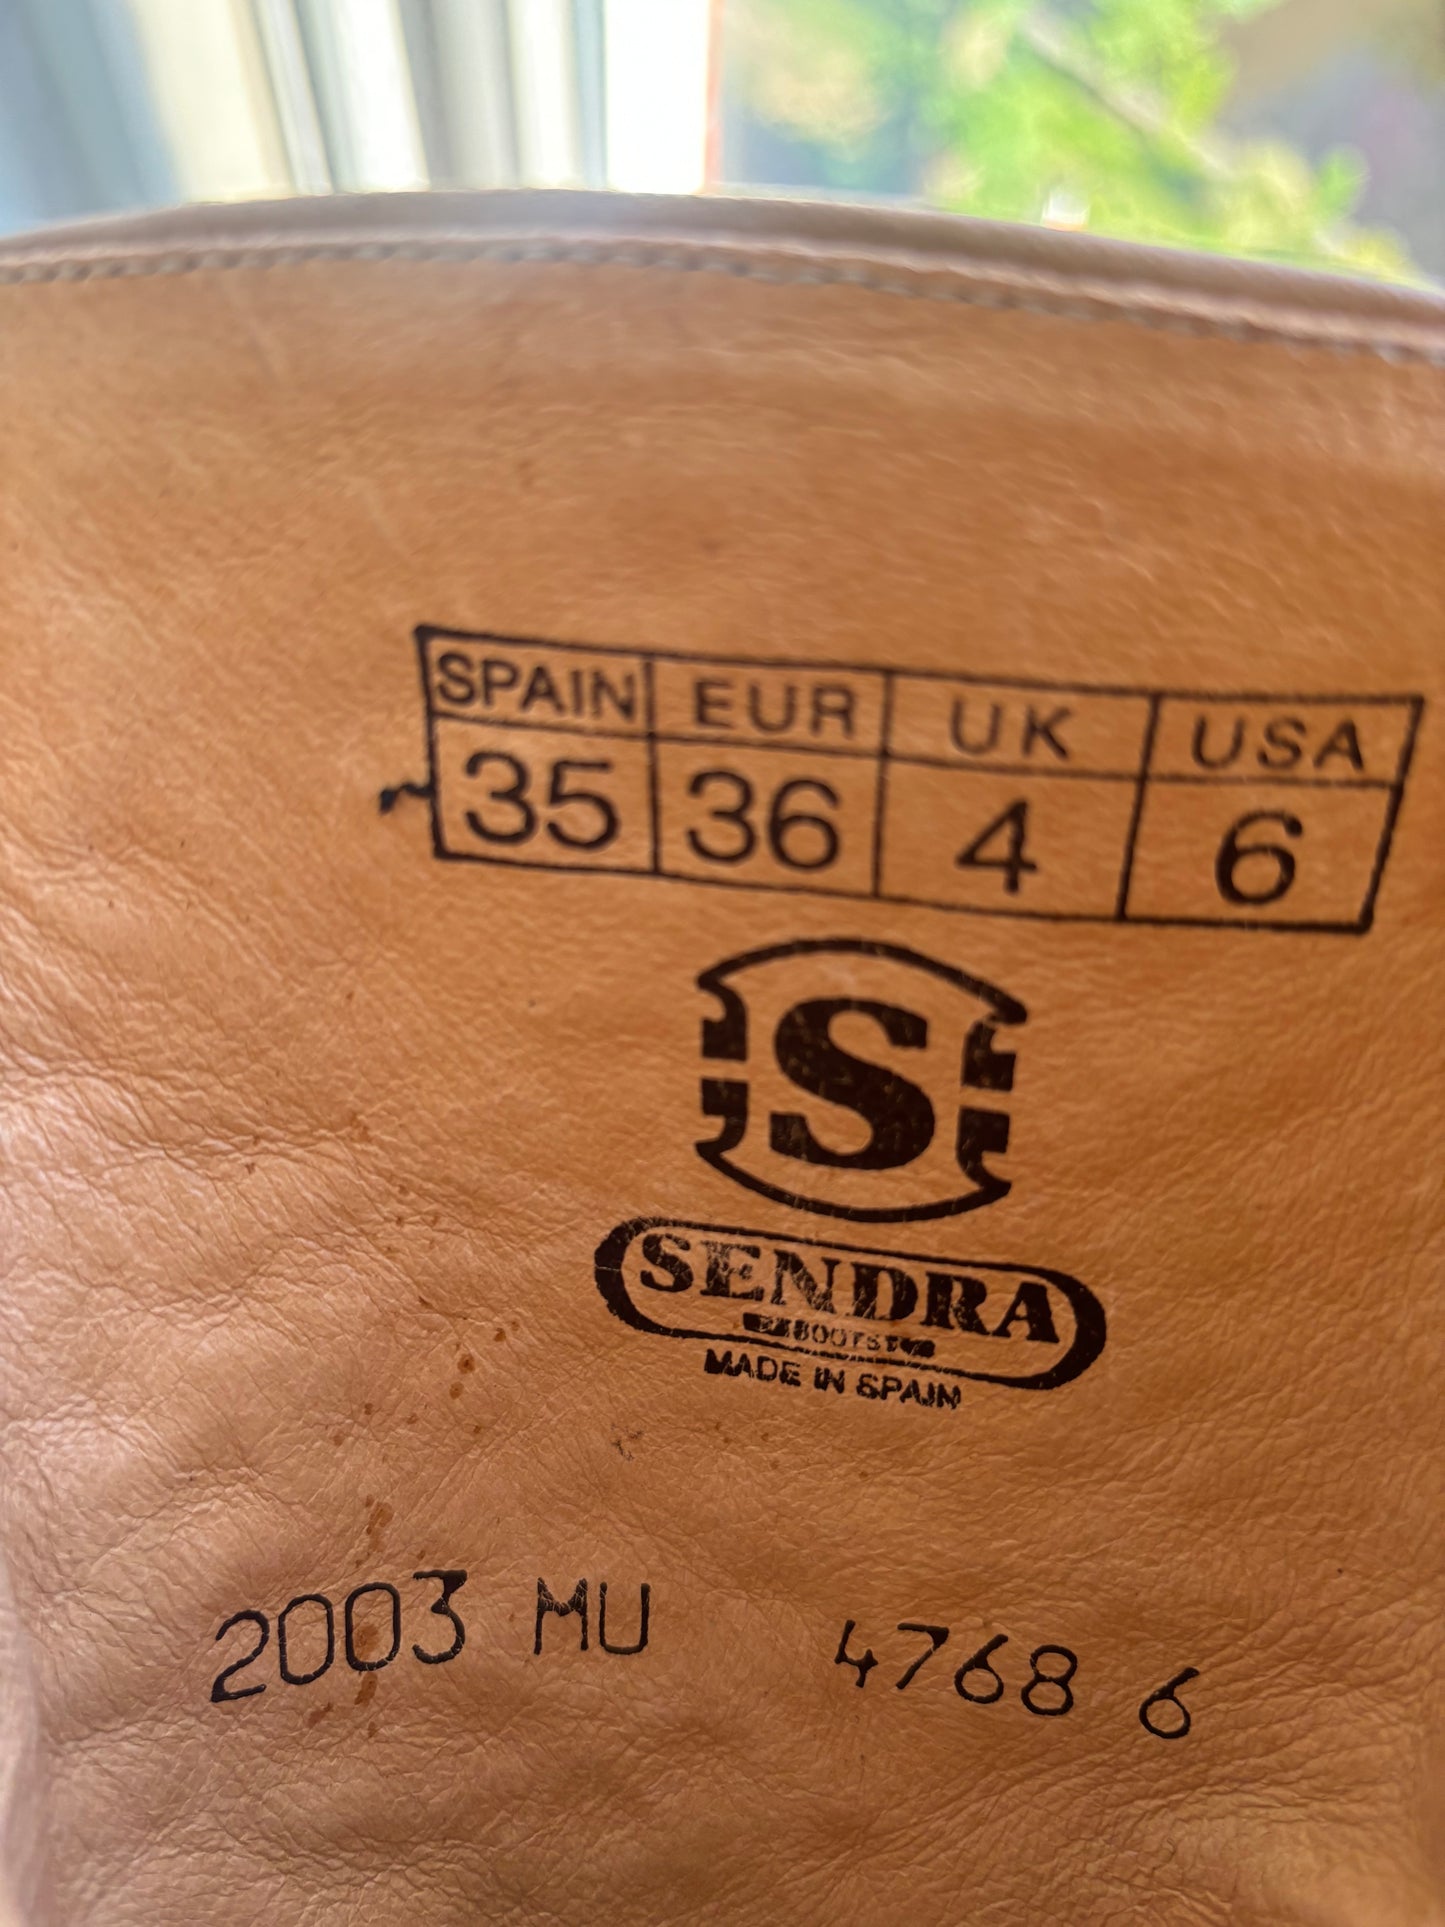 SPAIN EUR UK USA
35 36 4 6
S
SENDRA
BOOTS
MADE IN SPAIN
2003 MU 4768 6